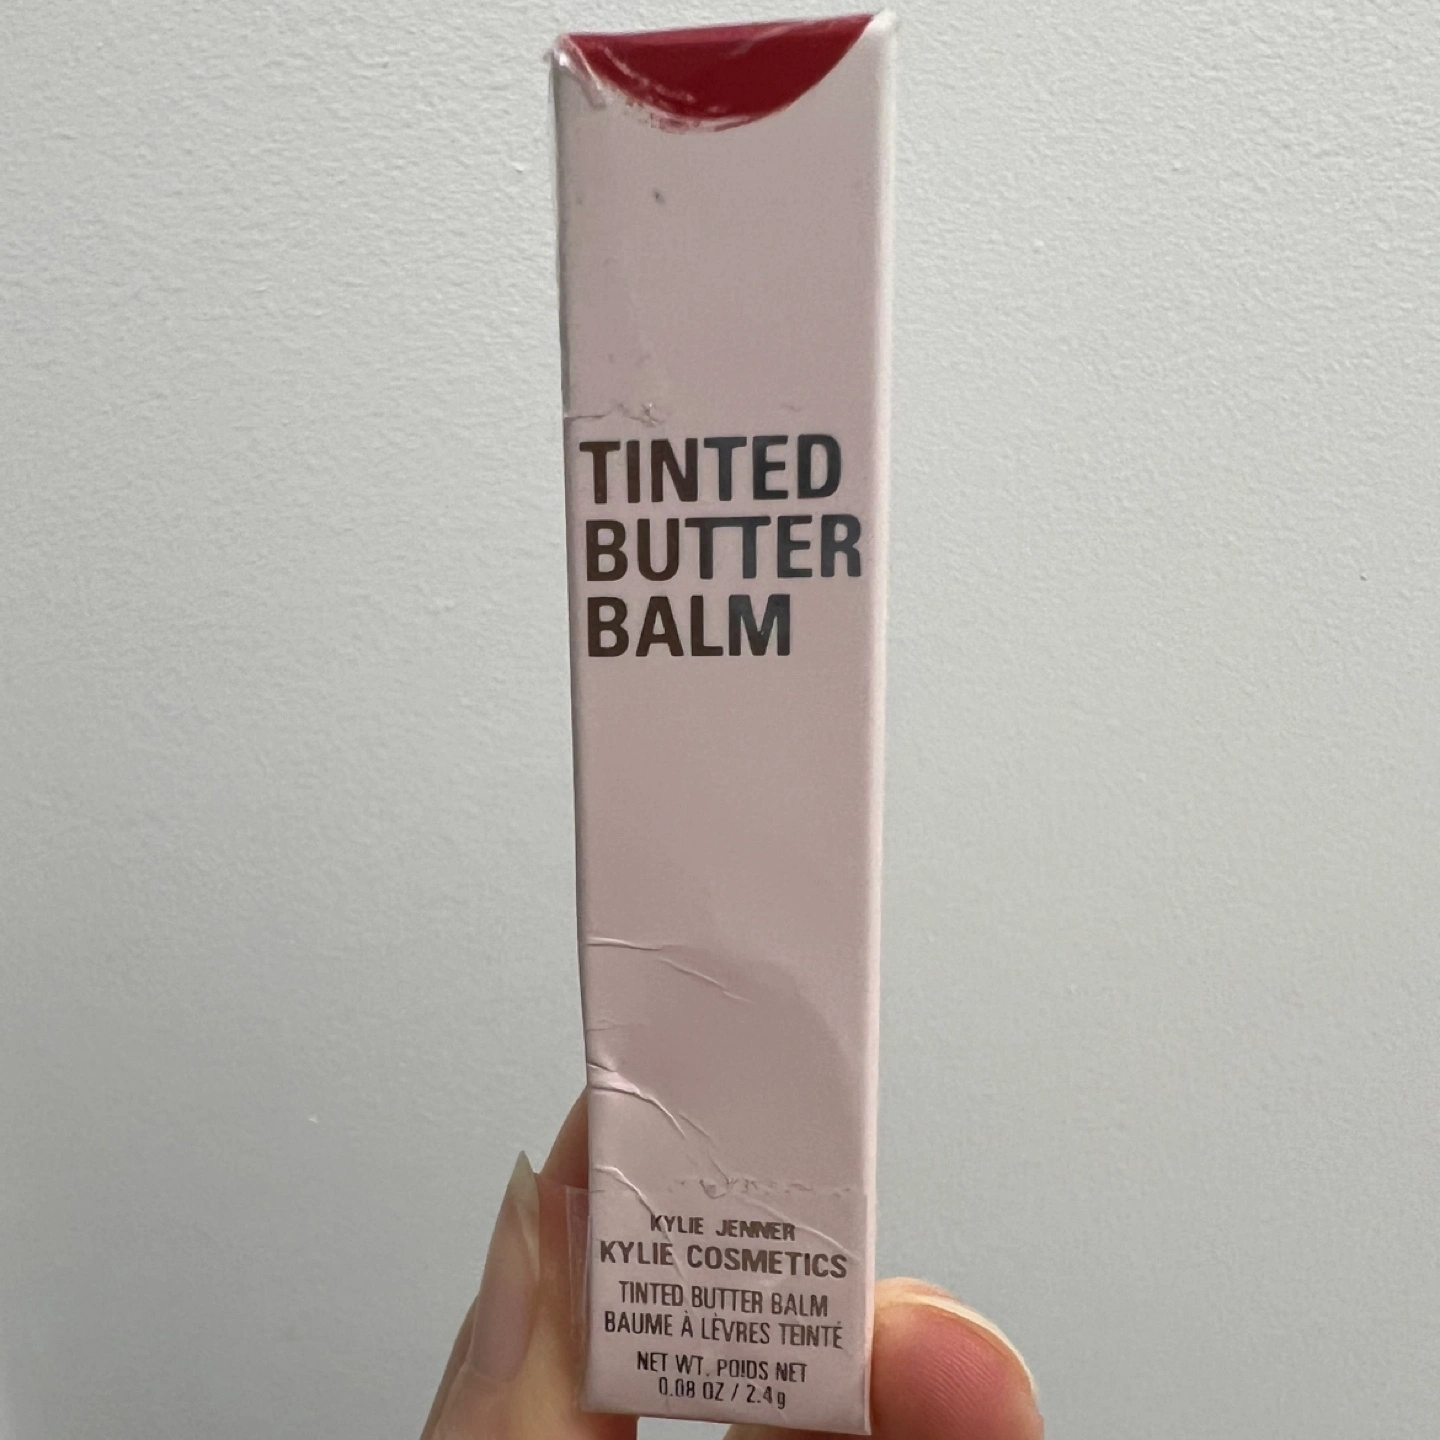 TINTED
BUTTER
BALM
KYLIE JENNER
KYLIE COSMETICS
TINTED BUTTER BALM
BAUME À LÈVRES TEINTÉ
NET WT. POIDS NET
0.08 OZ / 2.4g